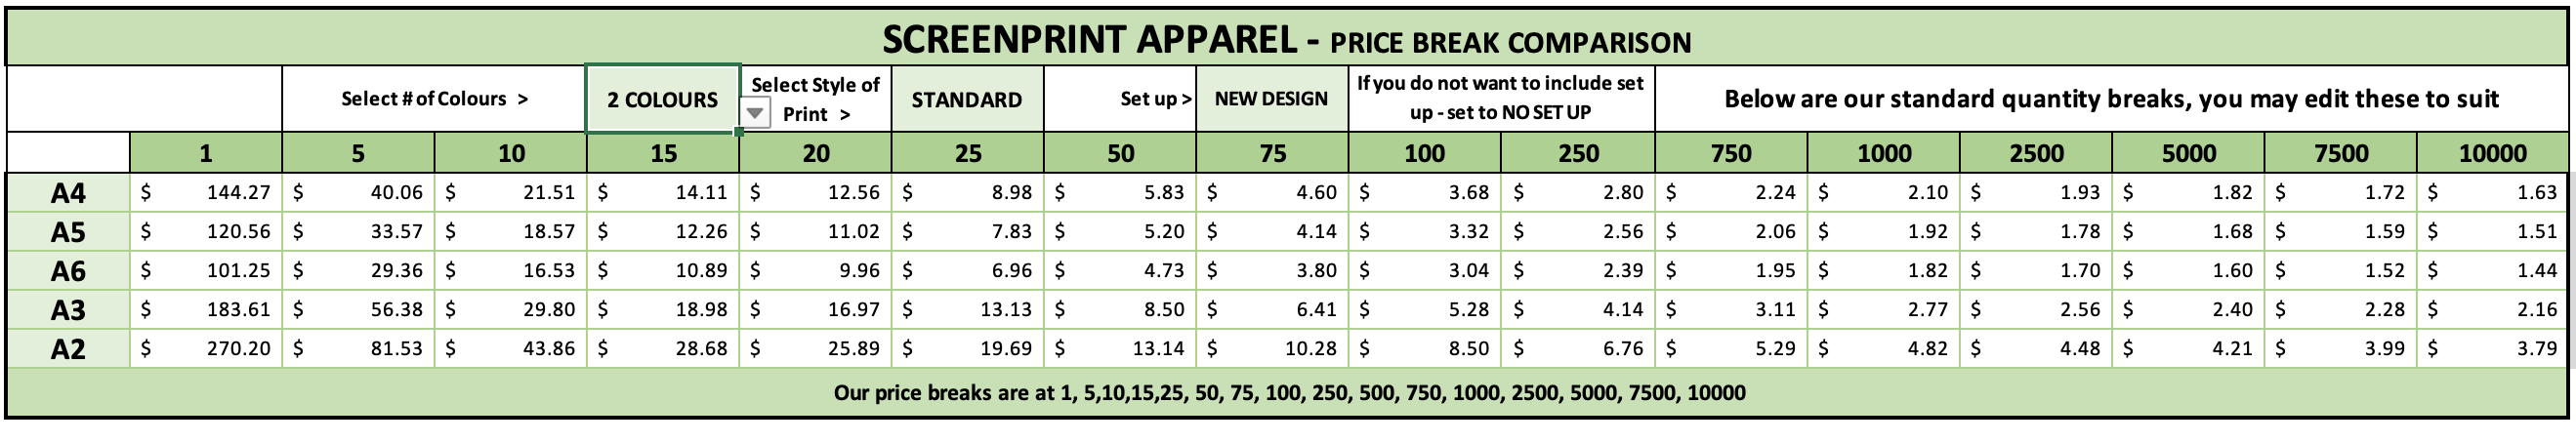 SCREENPRINT APPAREL - PRICE BREAK COMPARISON
Select # of Colours >
2 COLOURS
Select Style of
Print >
STANDARD
Set up >
NEW DESIGN
If you do not want to include set
up - set to NO SET UP
Below are our standard quantity breaks, you may edit these to suit
1 5 10 15 20 25 50 75 100 250 750 1000 2500 5000 7500 10000
A4 $ 144.27 $ 40.06 $ 21.51 $ 14.11 $ 12.56 $ 8.98 $ 5.83 $ 4.60 $ 3.68 $ 2.80 $ 2.24 $ 2.10 $ 1.93 $ 1.82 $ 1.72 $ 1.63
A5 $ 120.56 $ 33.57 $ 18.57 $ 12.26 $ 11.02 $ 7.83 $ 5.20 $ 4.14 $ 3.32 $ 2.56 $ 2.06 $ 1.92 $ 1.78 $ 1.68 $ 1.59 $ 1.51
A6 $ 101.25 $ 29.36 $ 16.53 $ 10.89 $ 9.96 $ 6.96 $ 4.73 $ 3.80 $ 3.04 $ 2.39 $ 1.95 $ 1.82 $ 1.70 $ 1.60 $ 1.52 $ 1.44
A3 $ 183.61 $ 56.38 $ 29.80 $ 18.98 $ 16.97 $ 13.13 $ 8.50 $ 6.41 $ 5.28 $ 4.14 $ 3.11 $ 2.77 $ 2.56 $ 2.40 $ 2.28 $ 2.16
A2 $ 270.20 $ 81.53 $ 43.86 $ 28.68 $ 25.89 $ 19.69 $ 13.14 $ 10.28 $ 8.50 $ 6.76 $ 5.29 $ 4.82 $ 4.48 $ 4.21 $ 3.99 $ 3.79
Our price breaks are at 1, 5,10,15,25, 50, 75, 100, 250, 500, 750, 1000, 2500, 5000, 7500, 10000